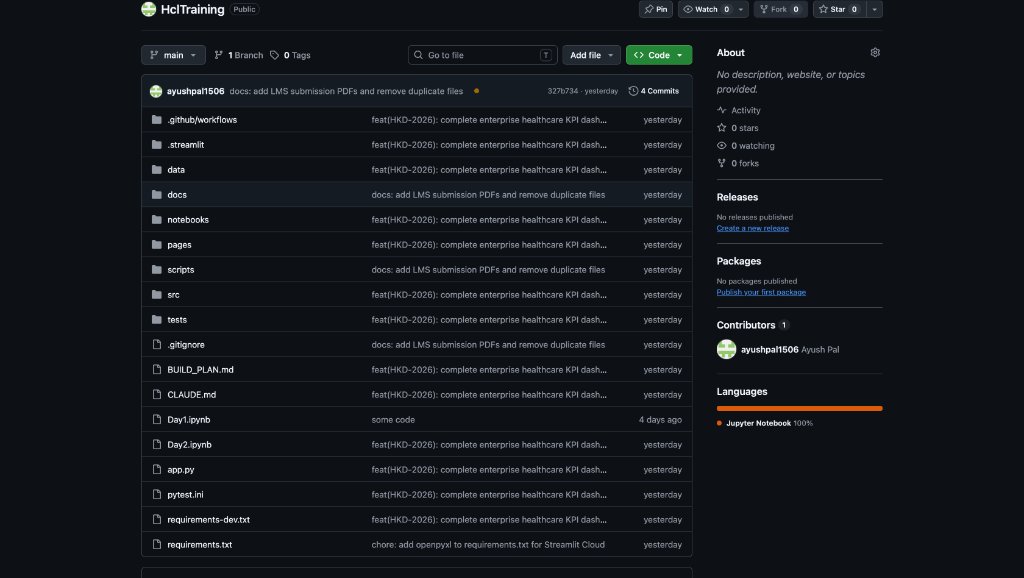 HclTraining Public
Pin Watch 0 Fork 0 Star 0
main 1 Branch 0 Tags Go to file T Add file Code
ayushpal1506 docs: add LMS submission PDFs and remove duplicate files 327b734 · yesterday 4 Commits
.github/workflows feat(HKD-2026): complete enterprise healthcare KPI dash... yesterday
.streamlit feat(HKD-2026): complete enterprise healthcare KPI dash... yesterday
data feat(HKD-2026): complete enterprise healthcare KPI dash... yesterday
docs docs: add LMS submission PDFs and remove duplicate files yesterday
notebooks feat(HKD-2026): complete enterprise healthcare KPI dash... yesterday
pages feat(HKD-2026): complete enterprise healthcare KPI dash... yesterday
scripts docs: add LMS submission PDFs and remove duplicate files yesterday
src feat(HKD-2026): complete enterprise healthcare KPI dash... yesterday
tests feat(HKD-2026): complete enterprise healthcare KPI dash... yesterday
.gitignore docs: add LMS submission PDFs and remove duplicate files yesterday
BUILD_PLAN.md feat(HKD-2026): complete enterprise healthcare KPI dash... yesterday
CLAUDE.md feat(HKD-2026): complete enterprise healthcare KPI dash... yesterday
Day1.ipynb some code 4 days ago
Day2.ipynb feat(HKD-2026): complete enterprise healthcare KPI dash... yesterday
app.py feat(HKD-2026): complete enterprise healthcare KPI dash... yesterday
pytest.ini feat(HKD-2026): complete enterprise healthcare KPI dash... yesterday
requirements-dev.txt feat(HKD-2026): complete enterprise healthcare KPI dash... yesterday
requirements.txt chore: add openpyxl to requirements.txt for Streamlit Cloud yesterday
About
No description, website, or topics
provided.
Activity
0 stars
0 watching
0 forks
Releases
No releases published
Create a new release
Packages
No packages published
Publish your first package
Contributors 1
ayushpal1506 Ayush Pal
Languages
Jupyter Notebook 100%